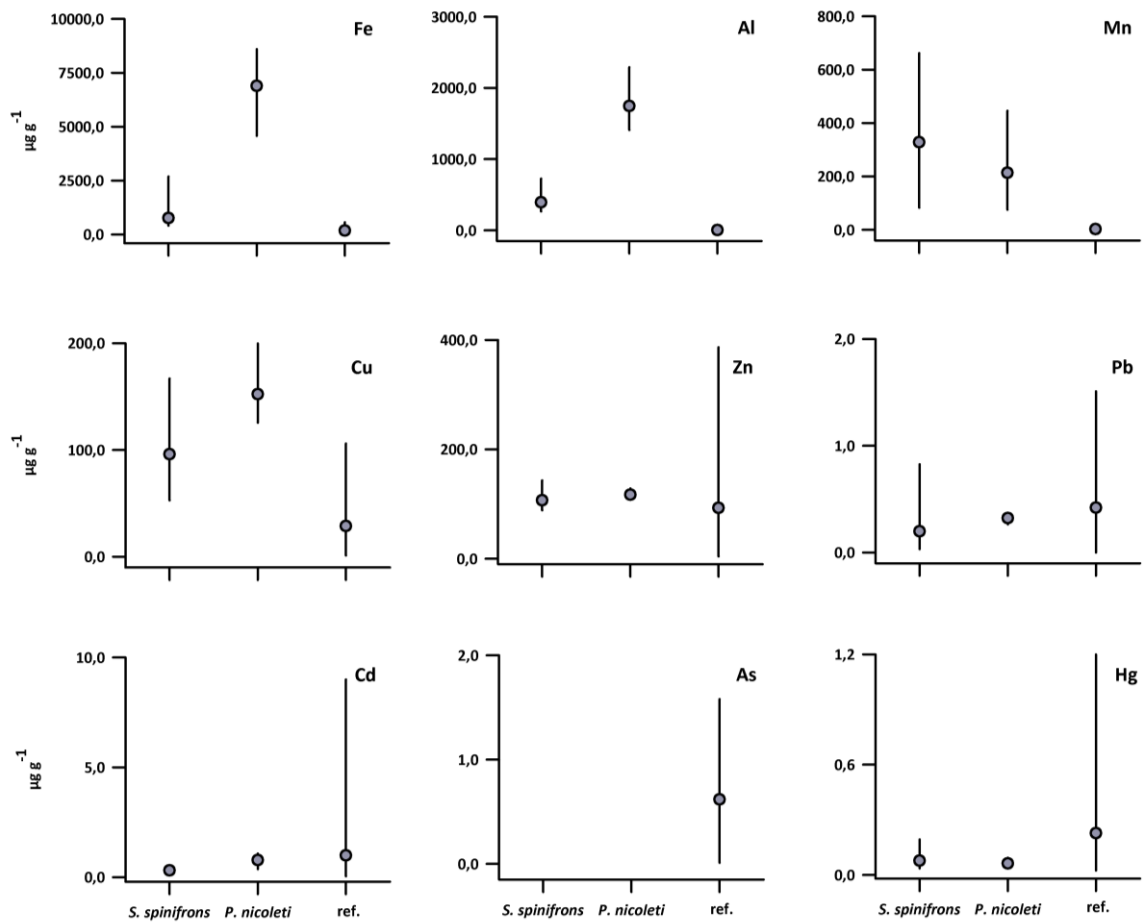 10000,0
Fe
7500,0
5000,0
2500,0
0,0
µg g⁻¹
3000,0
Al
2000,0
1000,0
0,0
800,0
Mn
600,0
400,0
200,0
0,0
200,0
Cu
100,0
0,0
µg g⁻¹
400,0
Zn
200,0
0,0
2,0
Pb
1,0
0,0
10,0
Cd
5,0
0,0
µg g⁻¹
2,0
As
1,0
0,0
1,2
Hg
0,6
0,0
S. spinifrons P. nicoleti ref.
S. spinifrons P. nicoleti ref.
S. spinifrons P. nicoleti ref.